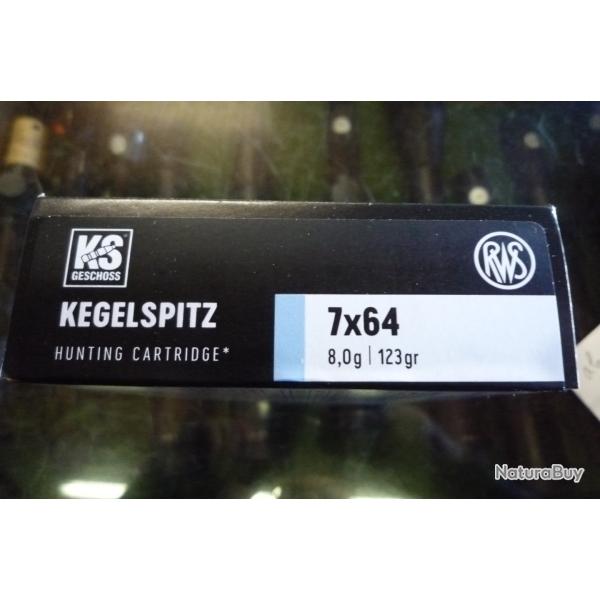 KS
GESCHOSS
KEGELSPITZ
HUNTING CARTRIDGE*
RWS
7x64
8,0g | 123gr
NaturaBuy